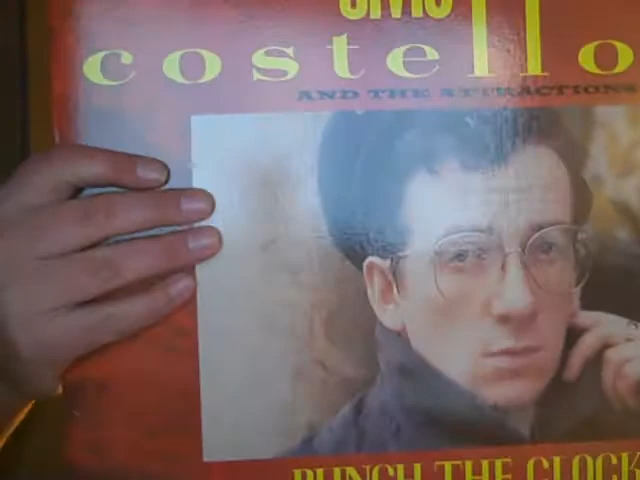 elvis
costello
AND THE ATTRACTIONS
PUNCH THE CLOCK